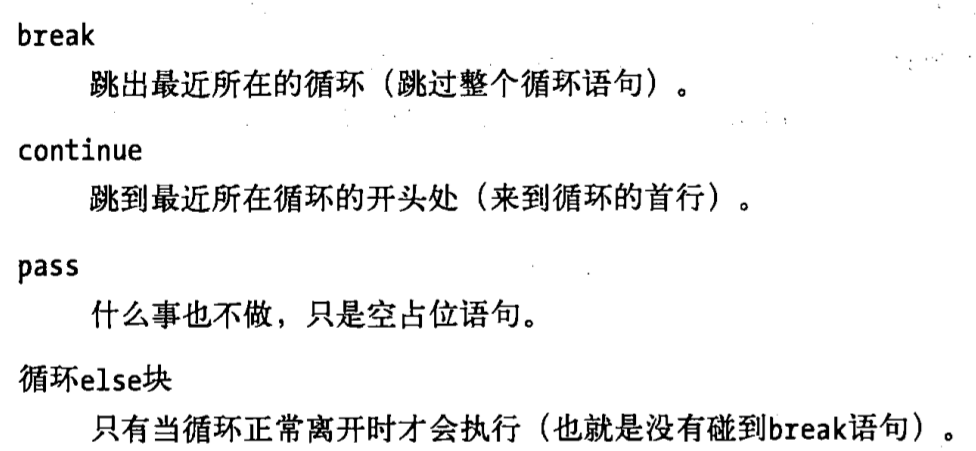 break
跳出最近所在的循环（跳过整个循环语句）。
continue
跳到最近所在循环的开头处（来到循环的首行）。
pass
什么事也不做，只是空占位语句。
循环else块
只有当循环正常离开时才会执行（也就是没有碰到break语句）。